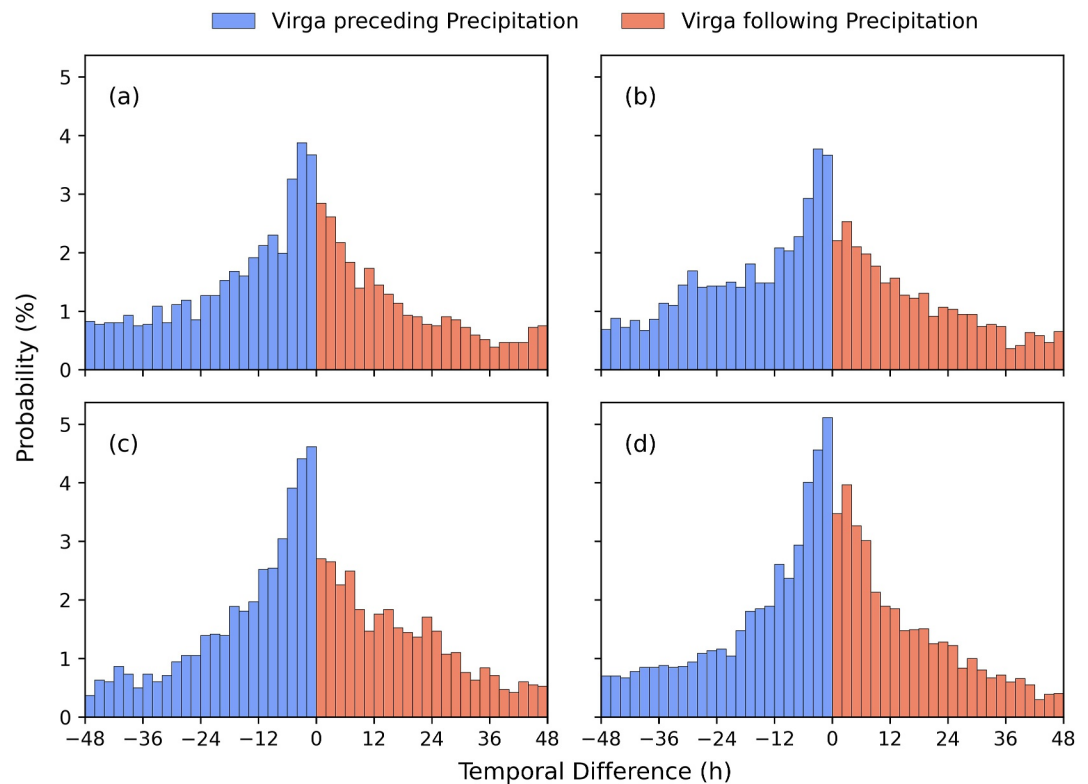 Virga preceding Precipitation Virga following Precipitation
5
4
3
2
1
0
(a)
(b)
Probability (%)
5
4
3
2
1
0
(c)
(d)
−48 −36 −24 −12 0 12 24 36 48
−48 −36 −24 −12 0 12 24 36 48
Temporal Difference (h)